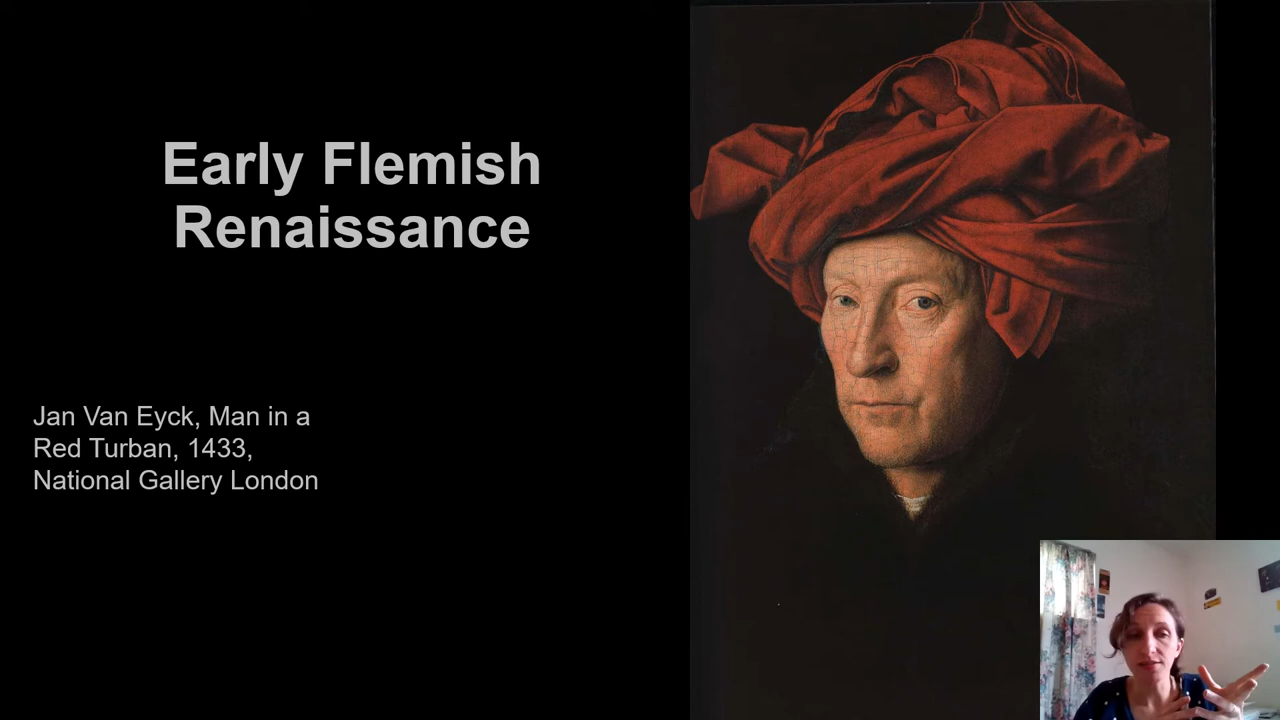 Early Flemish
Renaissance
Jan Van Eyck, Man in a
Red Turban, 1433,
National Gallery London